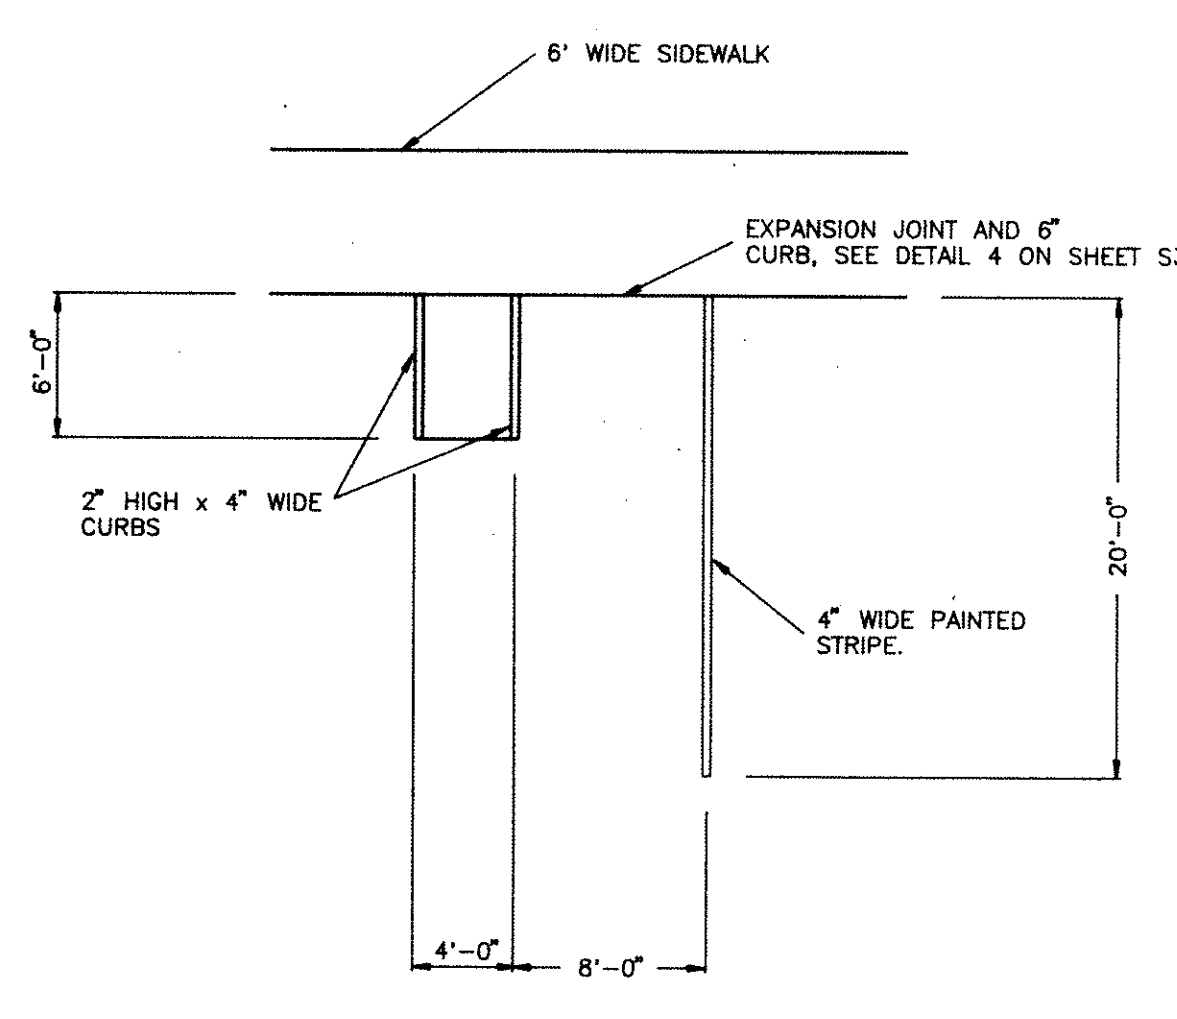 6' WIDE SIDEWALK
EXPANSION JOINT AND 6"
CURB, SEE DETAIL 4 ON SHEET
6'-0"
2" HIGH x 4" WIDE
CURBS
20'-0"
4" WIDE PAINTED
STRIPE.
4'-0"
8'-0"